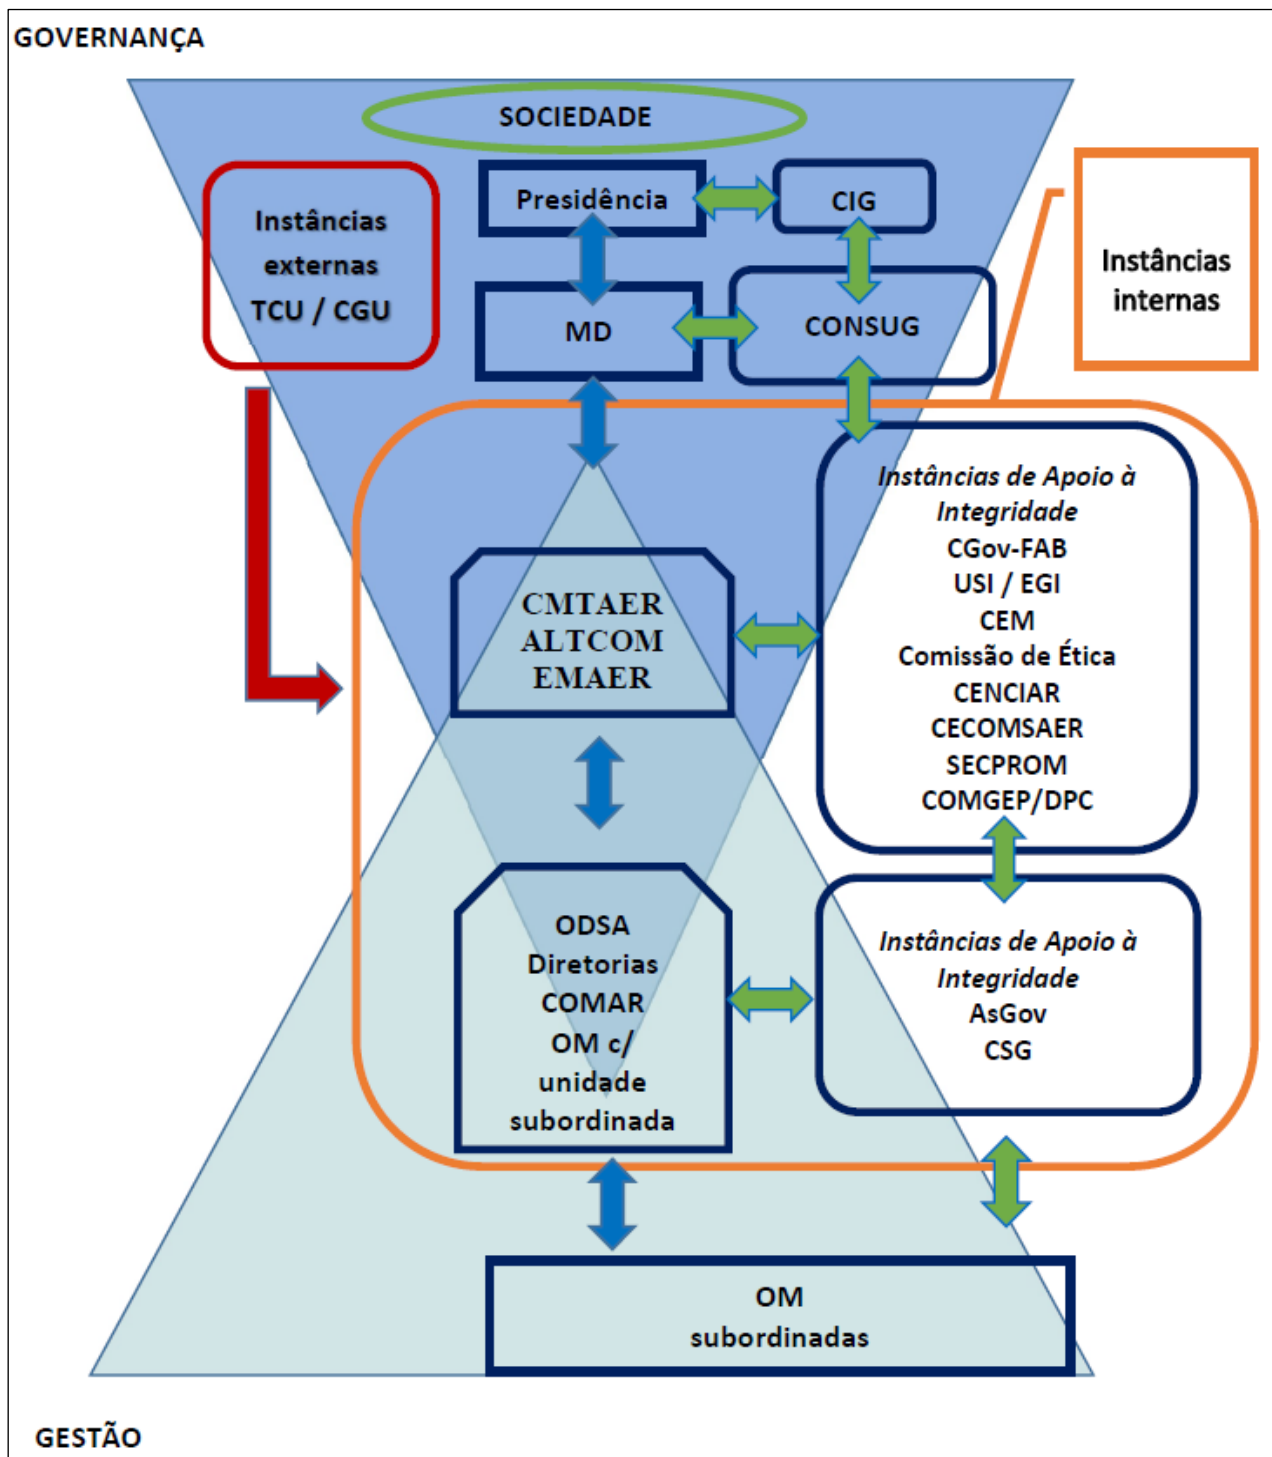 GOVERNANÇA
SOCIEDADE
Presidência
CIG
Instâncias
externas
TCU / CGU
MD
CONSUG
Instâncias
internas
Instâncias de Apoio à
Integridade
CGov-FAB
USI / EGI
CEM
Comissão de Ética
CENCIAR
CECOMSAER
SECPROM
COMGEP/DPC
CMTAER
ALTCOM
EMAER
ODSA
Diretorias
COMAR
OM c/
unidade
subordinada
Instâncias de Apoio à
Integridade
AsGov
CSG
OM
subordinadas
GESTÃO